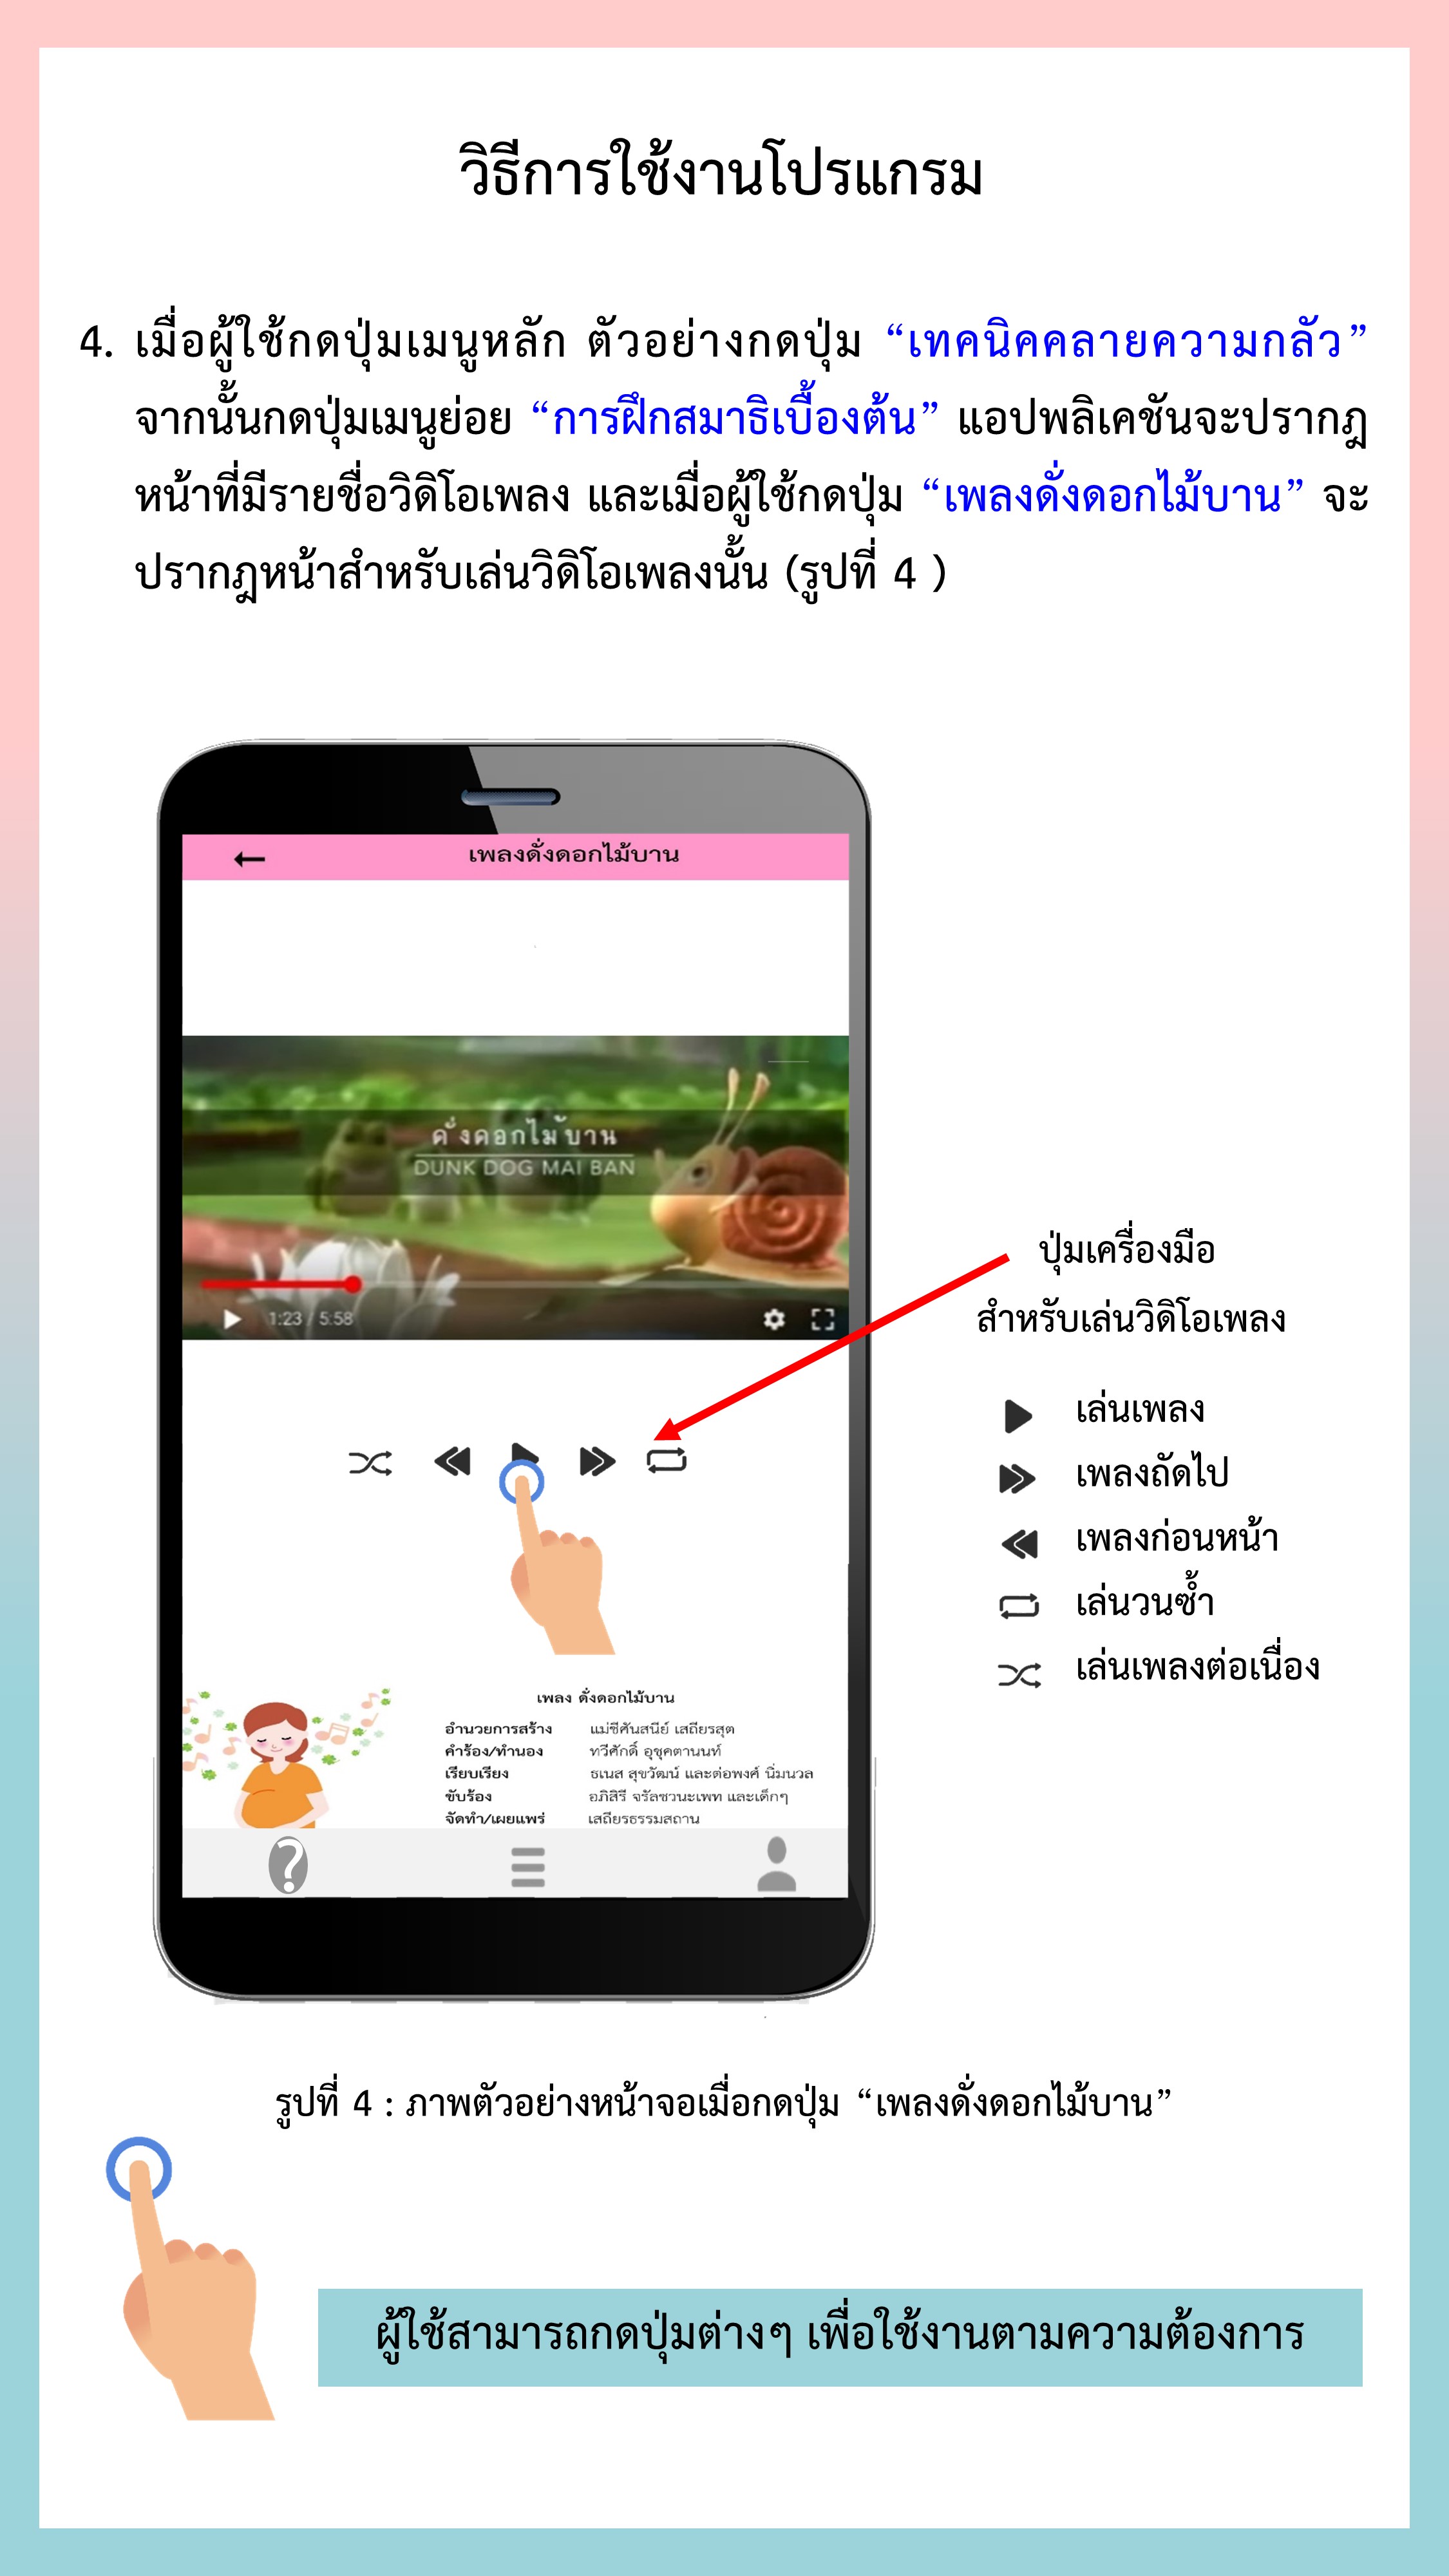 วิธีการใช้งานโปรแกรม
4. เมื่อผู้ใช้กดปุ่มเมนูหลัก ตัวอย่างกดปุ่ม “เทคนิคคลายความกลัว”
จากนั้นกดปุ่มเมนูย่อย “การฝึกสมาธิเบื้องต้น” แอปพลิเคชันจะปรากฎ
หน้าที่มีรายชื่อวิดิโอเพลง และเมื่อผู้ใช้กดปุ่ม “เพลงดั่งดอกไม้บาน” จะ
ปรากฎหน้าสำหรับเล่นวิดิโอเพลงนั้น (รูปที่ 4 )
เพลงดั่งดอกไม้บาน
ดั่งดอกไม้บาน
DUNK DOG MAI BAN
1:23 / 5:58
ปุ่มเครื่องมือ
สำหรับเล่นวิดิโอเพลง
เล่นเพลง
เพลงถัดไป
เพลงก่อนหน้า
เล่นวนซ้ำ
เล่นเพลงต่อเนื่อง
เพลง ดั่งดอกไม้บาน
อำนวยการสร้าง แม่ชีศันสนีย์ เสถียรสุต
คำร้อง/ทำนอง ทวีศักดิ์ อุชุคตานนท์
เรียบเรียง ธเนส สุขวัฒน์ และต่อพงศ์ นิ่มนวล
ขับร้อง อภิสิรี จรัลชวนะเพท และเด็กๆ
จัดทำ/เผยแพร่ เสถียรธรรมสถาน
รูปที่ 4 : ภาพตัวอย่างหน้าจอเมื่อกดปุ่ม “เพลงดั่งดอกไม้บาน”
ผู้ใช้สามารถกดปุ่มต่างๆ เพื่อใช้งานตามความต้องการ